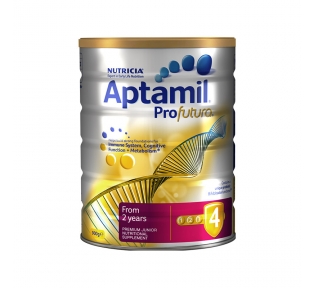 NUTRICIA
Aptamil
Profutura
Immune System, Cognitive
Function + Metabolism*
From
2 years
PREMIUM JUNIOR
NUTRITIONAL
SUPPLEMENT
4